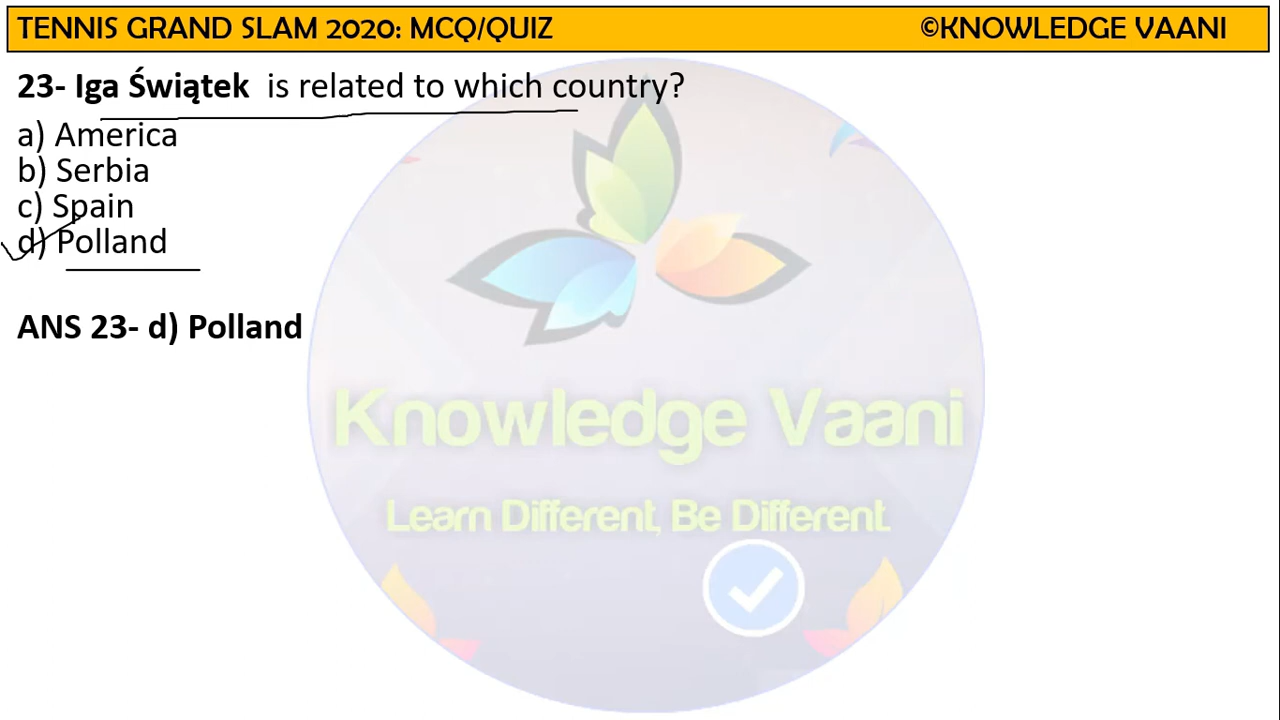 TENNIS GRAND SLAM 2020: MCQ/QUIZ ©KNOWLEDGE VAANI
23- Iga Świątek is related to which country?
a) America
b) Serbia
c) Spain
d) Polland
ANS 23- d) Polland
Knowledge Vaani
Learn Different, Be Different